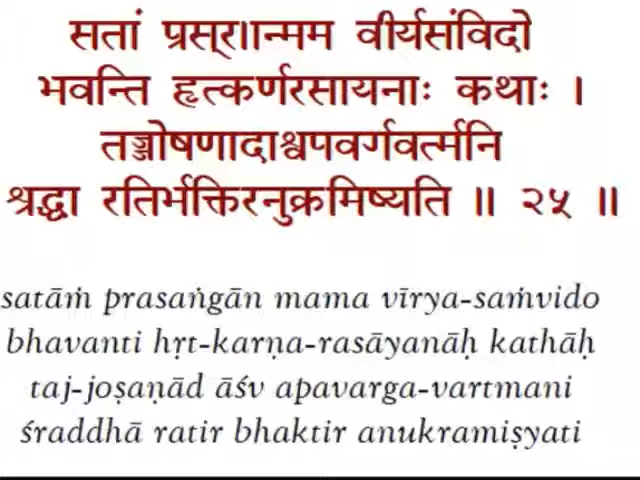 सतां प्रस्र।ान्मम वीर्यसंविदो
भवन्ति हृत्कर्णरसायनाः कथाः ।
तज्जोषणादाश्वपवर्गवर्त्मनि
श्रद्धा रतिर्भक्तिरनुक्रमिष्यति ॥ २५ ॥
satāṁ prasaṅgān mama vīrya-saṁvido
bhavanti hṛt-karṇa-rasāyanāḥ kathāḥ
taj-joṣaṇād āśv apavarga-vartmani
śraddhā ratir bhaktir anukramiṣyati